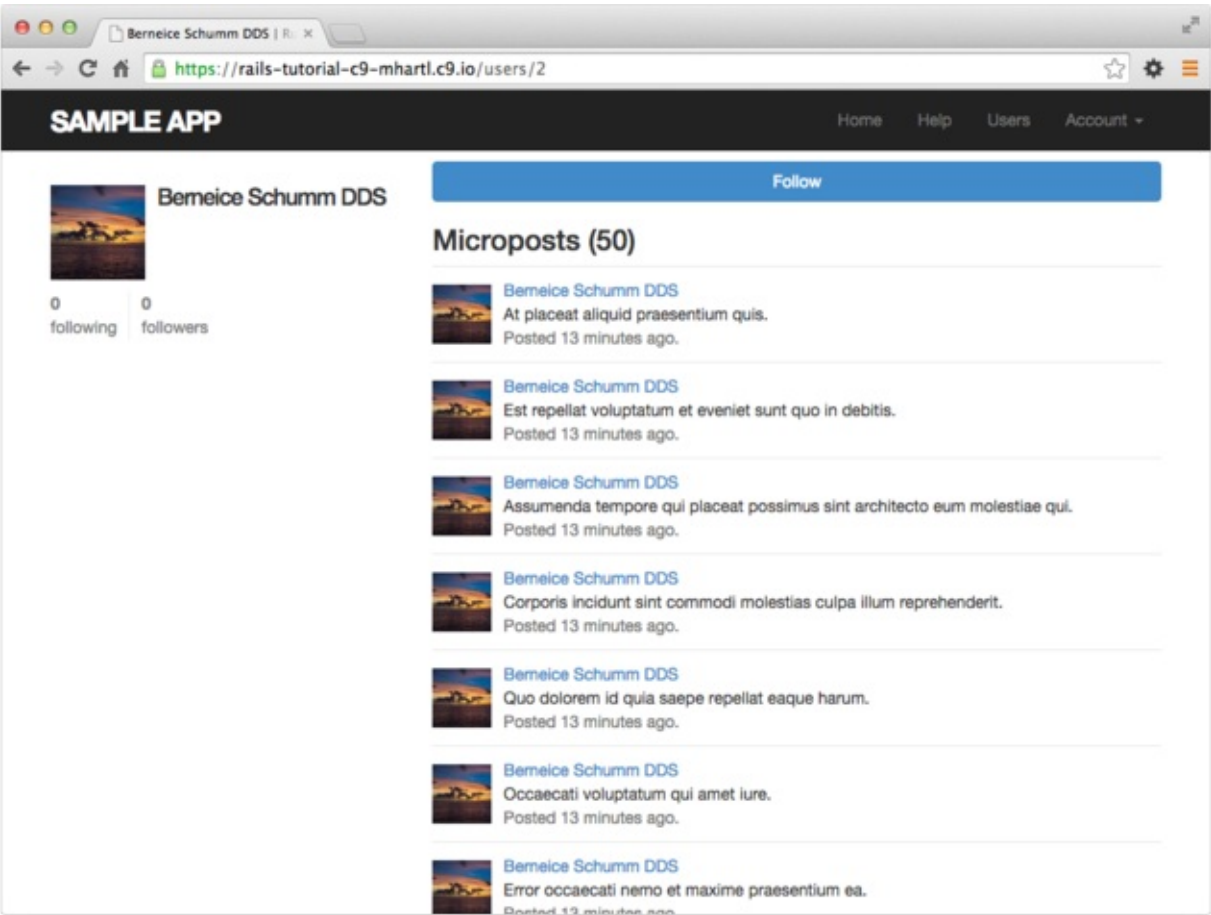 Berneice Schumm DDS | R
https://rails-tutorial-c9-mhartl.c9.io/users/2
SAMPLE APP
Home Help Users Account
Berneice Schumm DDS
0 following
0 followers
Follow
Microposts (50)
Berneice Schumm DDS
At placeat aliquid praesentium quis.
Posted 13 minutes ago.
Berneice Schumm DDS
Est repellat voluptatum et eveniet sunt quo in debitis.
Posted 13 minutes ago.
Berneice Schumm DDS
Assumenda tempore qui placeat possimus sint architecto eum molestiae qui.
Posted 13 minutes ago.
Berneice Schumm DDS
Corporis incidunt sint commodi molestias culpa illum reprehenderit.
Posted 13 minutes ago.
Berneice Schumm DDS
Quo dolorem id quia saepe repellat eaque harum.
Posted 13 minutes ago.
Berneice Schumm DDS
Occaecati voluptatum qui amet iure.
Posted 13 minutes ago.
Berneice Schumm DDS
Error occaecati nemo et maxime praesentium ea.
Posted 13 minutes ago.